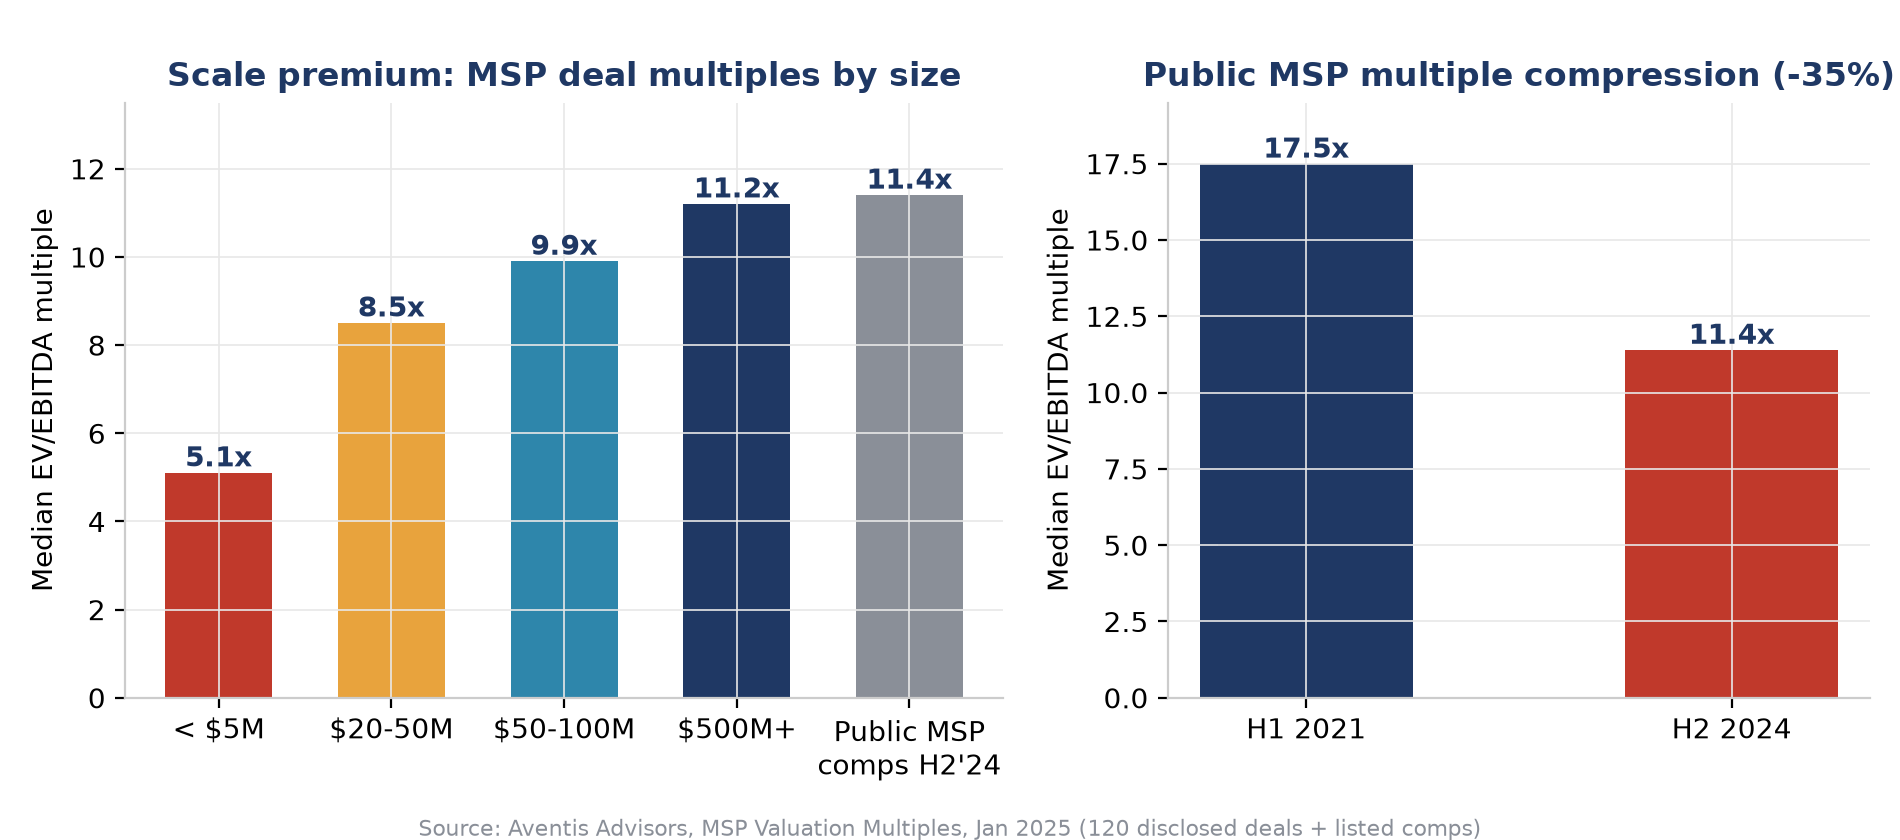 Scale premium: MSP deal multiples by size
Median EV/EBITDA multiple
12
10
8
6
4
2
0
5.1x
8.5x
9.9x
11.2x
11.4x
< $5M
$20-50M
$50-100M
$500M+
Public MSP
comps H2'24
Public MSP multiple compression (-35%)
Median EV/EBITDA multiple
17.5
15.0
12.5
10.0
7.5
5.0
2.5
0.0
17.5x
11.4x
H1 2021
H2 2024
Source: Aventis Advisors, MSP Valuation Multiples, Jan 2025 (120 disclosed deals + listed comps)